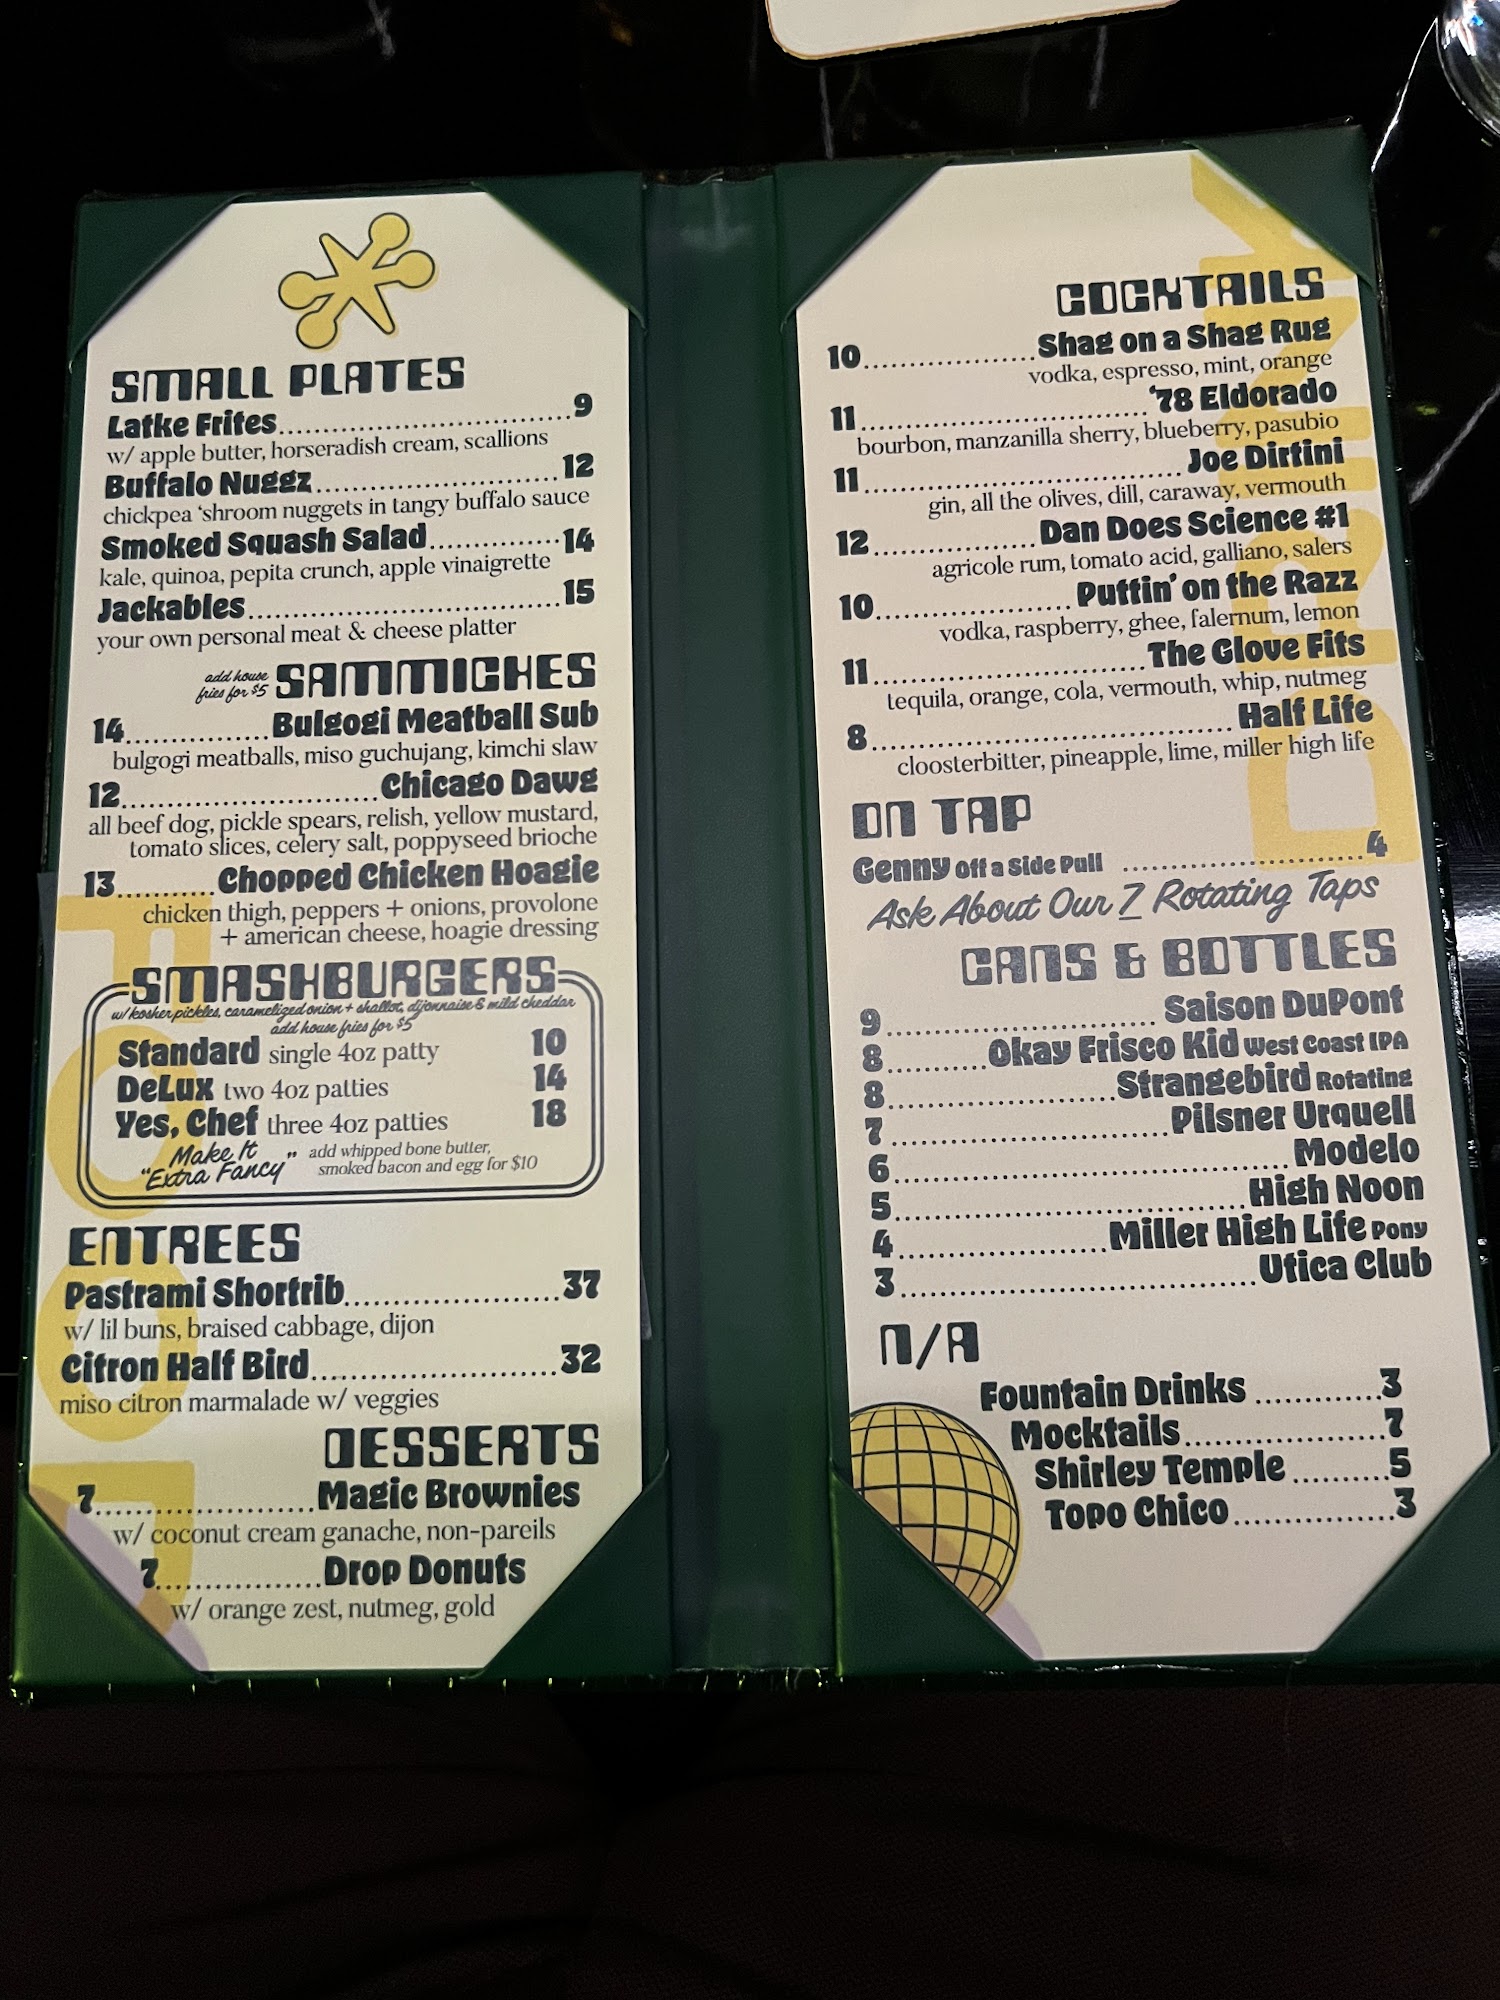 SMALL PLATES
Latke Frites..............................9
w/ apple butter, horseradish cream, scallions
Buffalo Nuggz.........................12
chickpea 'shroom nuggets in tangy buffalo sauce
Smoked Squash Salad.............14
kale, quinoa, pepita crunch, apple vinaigrette
Jackables................................15
your own personal meat & cheese platter
add house
fries for $5
SAMMICHES
14...............Bulgogi Meatball Sub
bulgogi meatballs, miso guchujang, kimchi slaw
12...........................Chicago Dawg
all beef dog, pickle spears, relish, yellow mustard,
tomato slices, celery salt, poppyseed brioche
13..........Chopped Chicken Hoagie
chicken thigh, peppers + onions, provolone
+ american cheese, hoagie dressing
SMASHBURGERS
w/ kosher pickles, caramelized onion + shallot, dijonnaise & mild cheddar
add house fries for $5
Standard single 4oz patty 10
DeLux two 4oz patties 14
Yes, Chef three 4oz patties 18
Make It
"Extra Fancy"
add whipped bone butter,
smoked bacon and egg for $10
ENTREES
Pastrami Shortrib......................37
w/ lil buns, braised cabbage, dijon
Citron Half Bird.........................32
miso citron marmalade w/ veggies
DESSERTS
7......................Magic Brownies
w/ coconut cream ganache, non-pareils
7................Drop Donuts
w/ orange zest, nutmeg, gold
FOOD
COCKTAILS
10.................Shag on a Shag Rug
vodka, espresso, mint, orange
11...............................'78 Eldorado
bourbon, manzanilla sherry, blueberry, pasubio
11................................Joe Dirtini
gin, all the olives, dill, caraway, vermouth
12................Dan Does Science #1
agricole rum, tomato acid, galliano, salers
10....................Puttin' on the Razz
vodka, raspberry, ghee, falernum, lemon
11...........................The Glove Fits
tequila, orange, cola, vermouth, whip, nutmeg
8....................................Half Life
cloosterbitter, pineapple, lime, miller high life
ON TAP
Genny off a Side Pull ........................4
Ask About Our 7 Rotating Taps
CANS & BOTTLES
9...........................Saison DuPont
8..........Okay Frisco Kid West Coast IPA
8.......................Strangebird Rotating
7............................Pilsner Urquell
6.......................................Modelo
5...................................High Noon
4.....................Miller High Life Pony
3...................................Utica Club
N/A
Fountain Drinks ............3
Mocktails....................7
Shirley Temple ..........5
Topo Chico................3